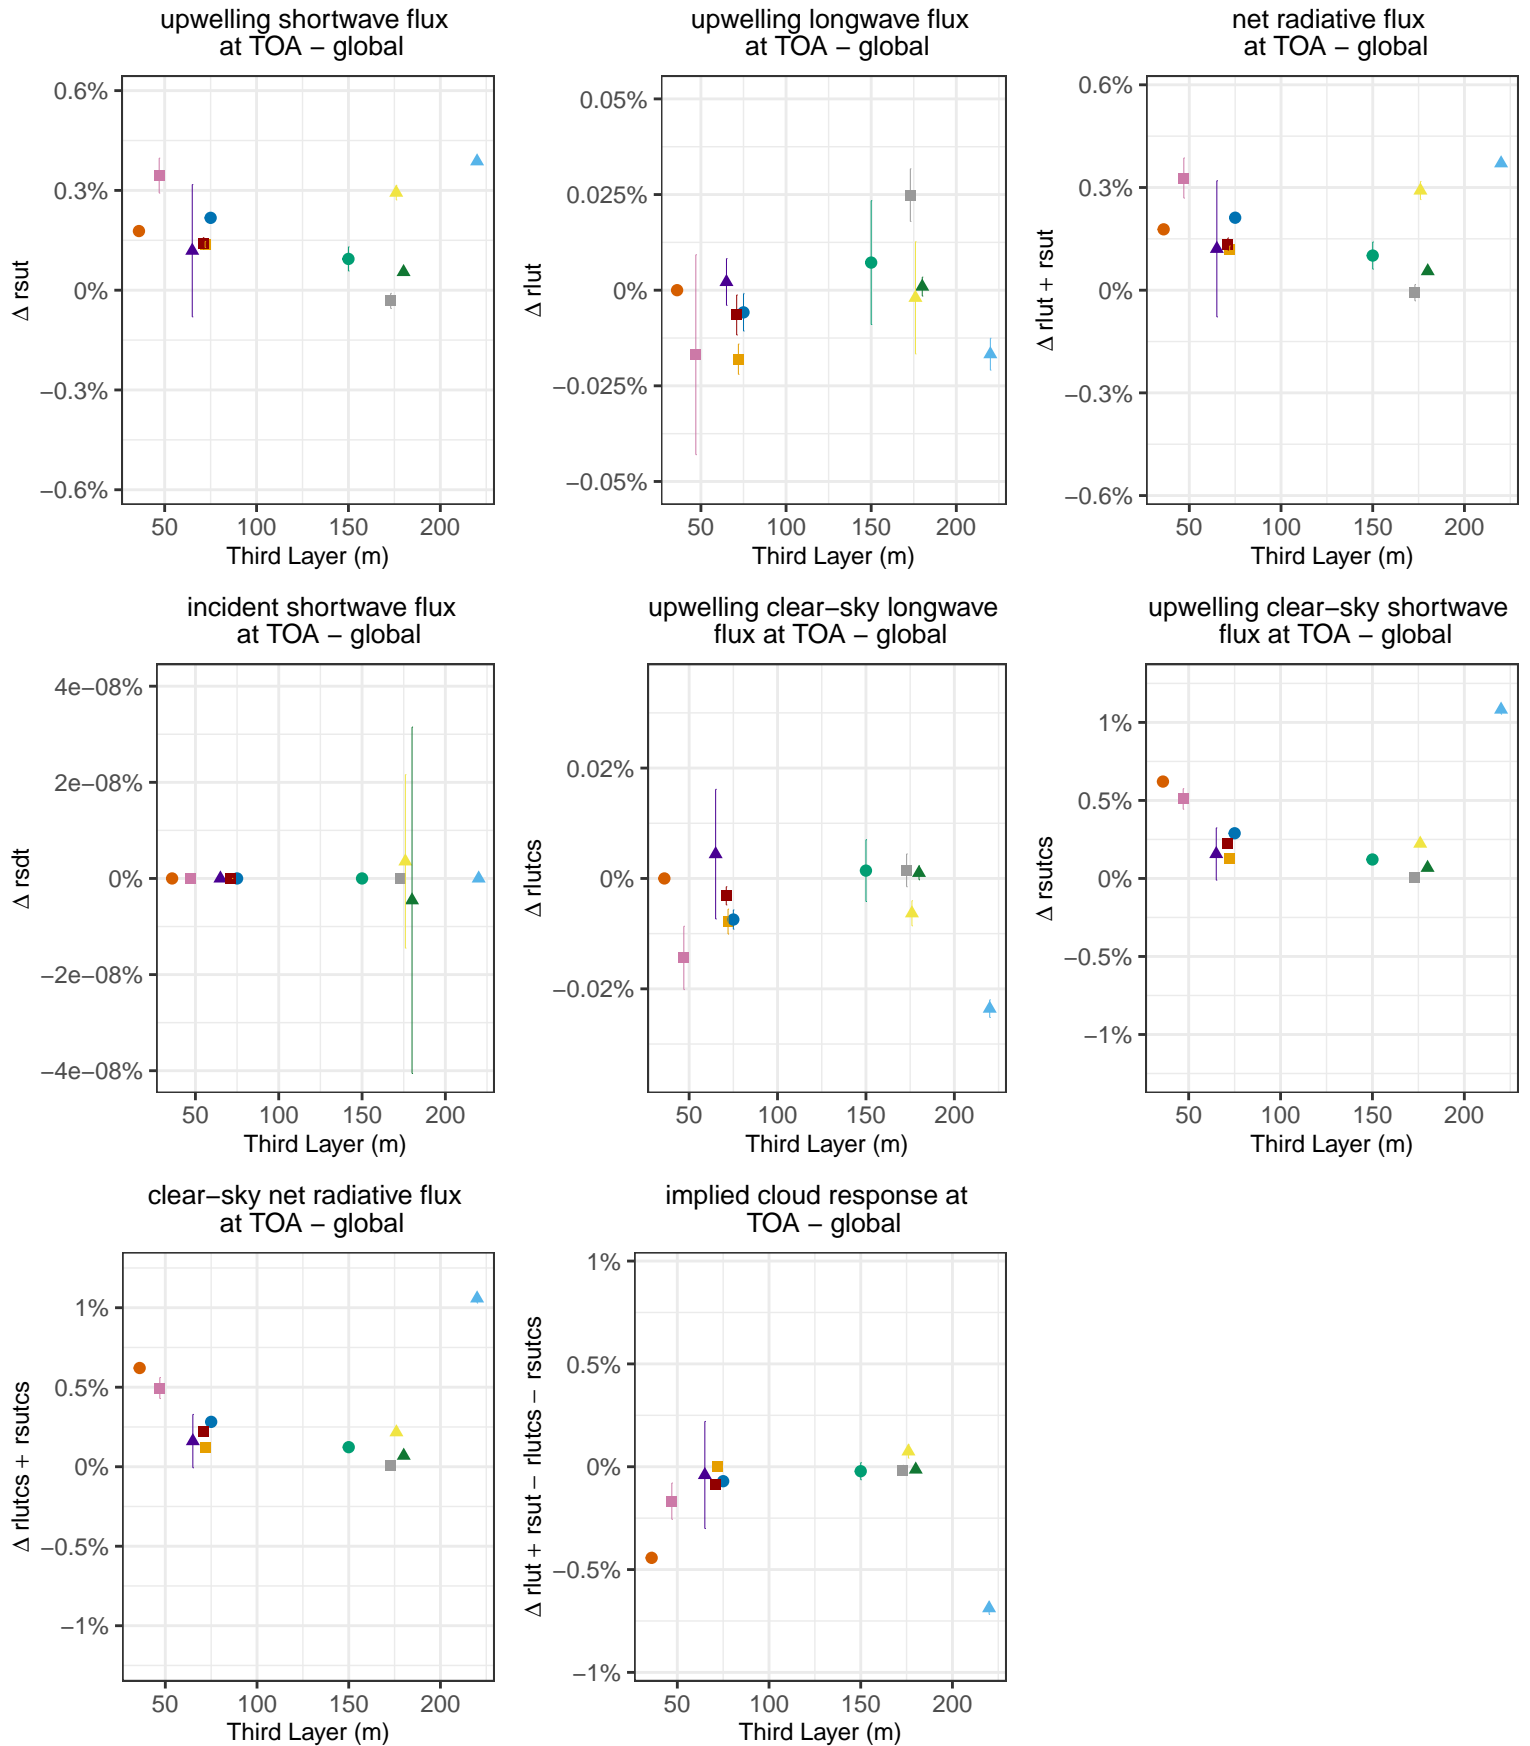 upwelling shortwave flux
at TOA − global
0.6%
0.3%
0%
−0.3%
−0.6%
Δ rsut
50 100 150 200
Third Layer (m)
upwelling longwave flux
at TOA − global
0.05%
0.025%
0%
−0.025%
−0.05%
Δ rlut
50 100 150 200
Third Layer (m)
net radiative flux
at TOA − global
0.6%
0.3%
0%
−0.3%
−0.6%
Δ rlut + rsut
50 100 150 200
Third Layer (m)
incident shortwave flux
at TOA − global
4e−08%
2e−08%
0%
−2e−08%
−4e−08%
Δ rsdt
50 100 150 200
Third Layer (m)
upwelling clear−sky longwave
flux at TOA − global
0.02%
0%
−0.02%
Δ rlutcs
50 100 150 200
Third Layer (m)
upwelling clear−sky shortwave
flux at TOA − global
1%
0.5%
0%
−0.5%
−1%
Δ rsutcs
50 100 150 200
Third Layer (m)
clear−sky net radiative flux
at TOA − global
1%
0.5%
0%
−0.5%
−1%
Δ rlutcs + rsutcs
50 100 150 200
Third Layer (m)
implied cloud response at
TOA − global
1%
0.5%
0%
−0.5%
−1%
Δ rlut + rsut − rlutcs − rsutcs
50 100 150 200
Third Layer (m)